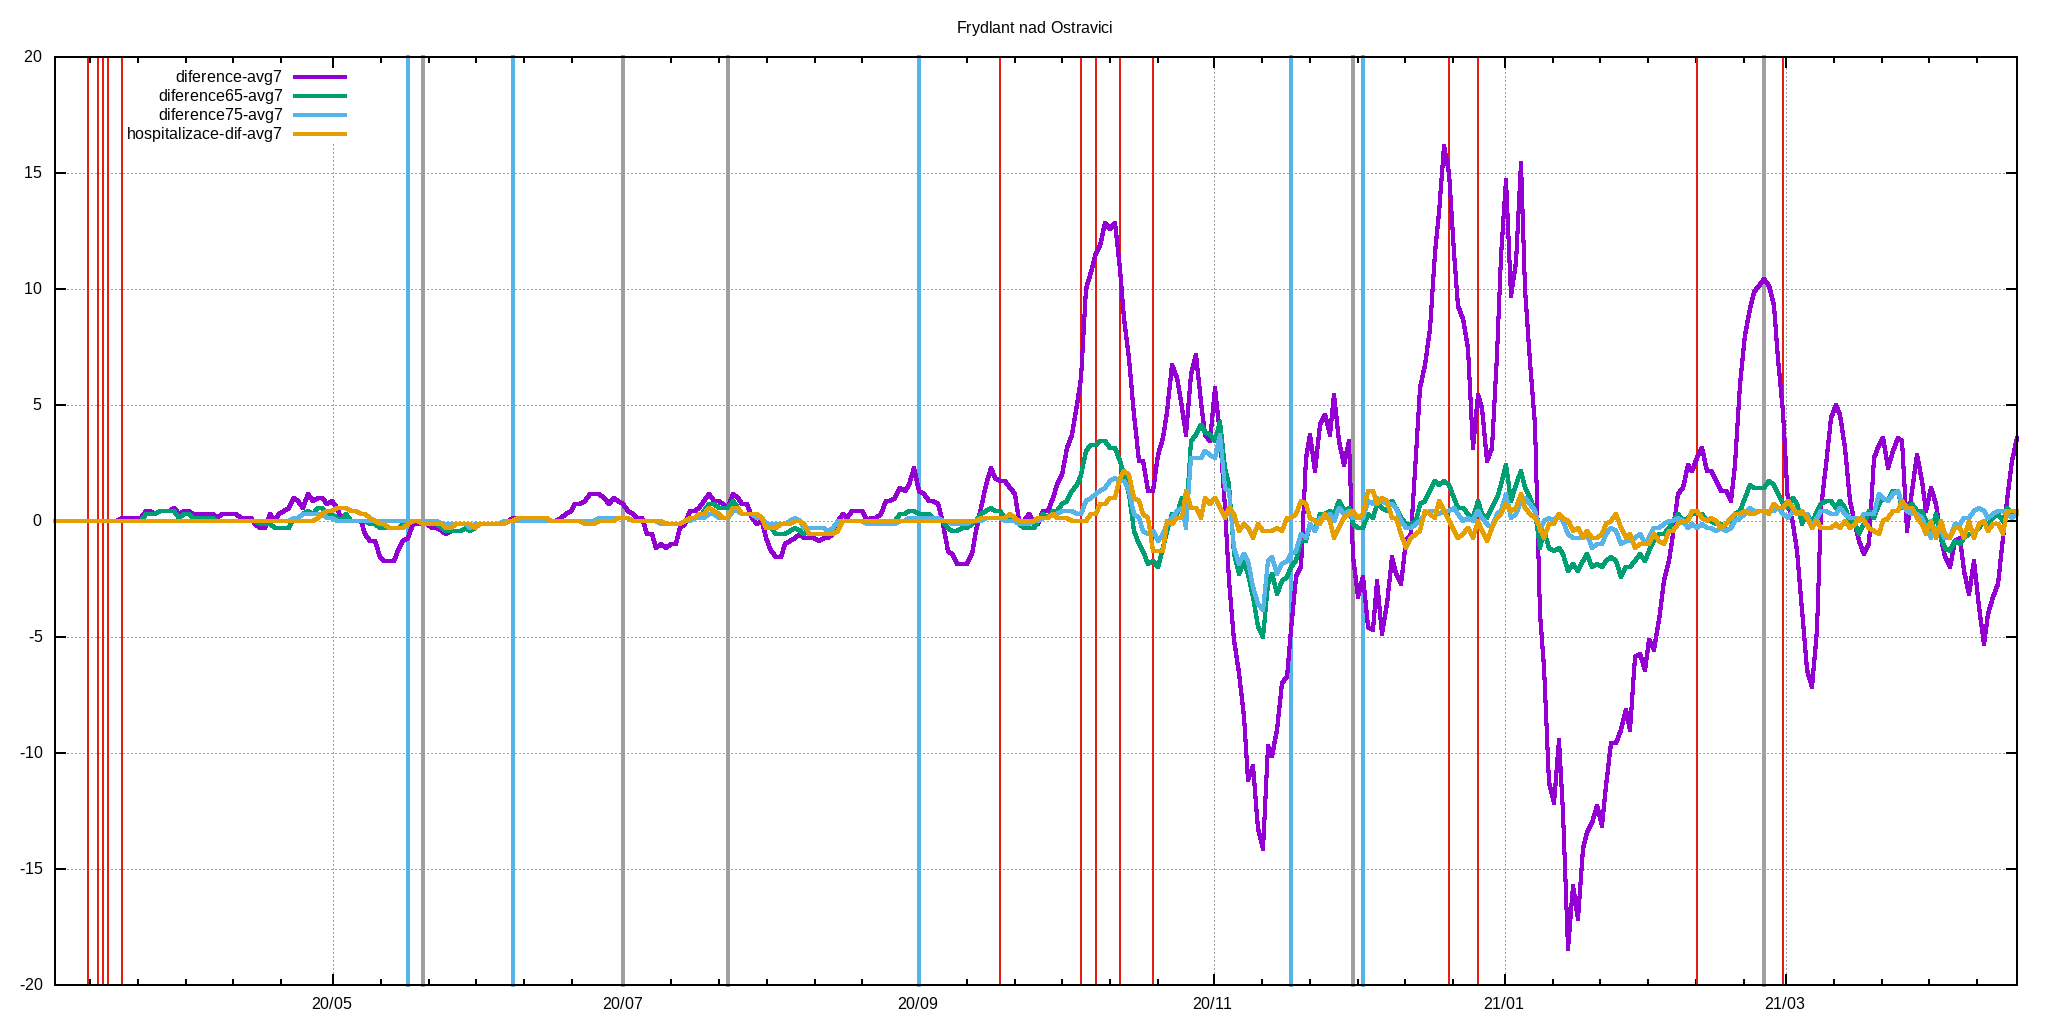 Frydlant nad Ostravici
diference-avg7
diference65-avg7
diference75-avg7
hospitalizace-dif-avg7
20
15
10
5
0
-5
-10
-15
-20
20/05 20/07 20/09 20/11 21/01 21/03